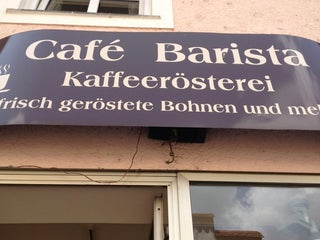 Café Barista
Kaffeerösterei
frisch geröstete Bohnen und